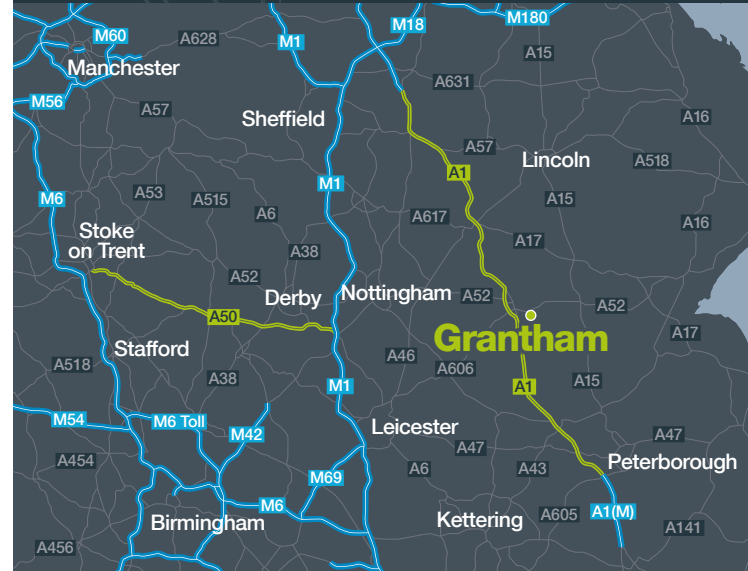 M60
A628
M1
M18
M180
A15
Manchester
A631
M56
A57
Sheffield
A16
A57
Lincoln
A518
A1
M1
M6
A53
A515
A15
A6
A617
A16
Stoke
on Trent
A38
A17
A52
Derby
Nottingham
A52
A52
A50
Grantham
A17
Stafford
A46
A518
A606
A38
M1
A1
A15
M54
M6 Toll
M42
Leicester
A47
A47
A454
A6
A43
Peterborough
M69
M6
Birmingham
Kettering
A605
A1(M)
A141
A456